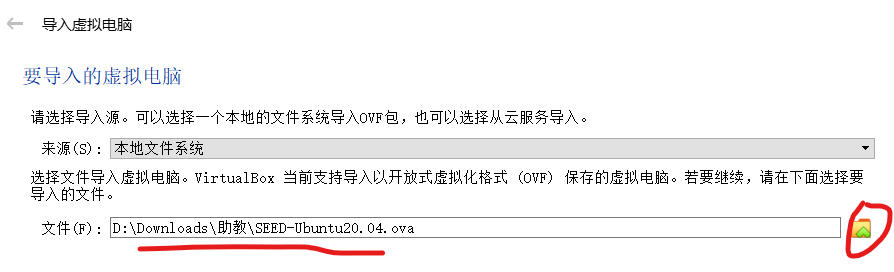 导入虚拟电脑
要导入的虚拟电脑
请选择导入源。可以选择一个本地的文件系统导入OVF包，也可以选择从云服务导入。
来源(S)：本地文件系统
选择文件导入虚拟电脑。VirtualBox 当前支持导入以开放式虚拟化格式 (OVF) 保存的虚拟电脑。若要继续，请在下面选择要
导入的文件。
文件(F)：D:\Downloads\助教\SEED-Ubuntu20.04.ova